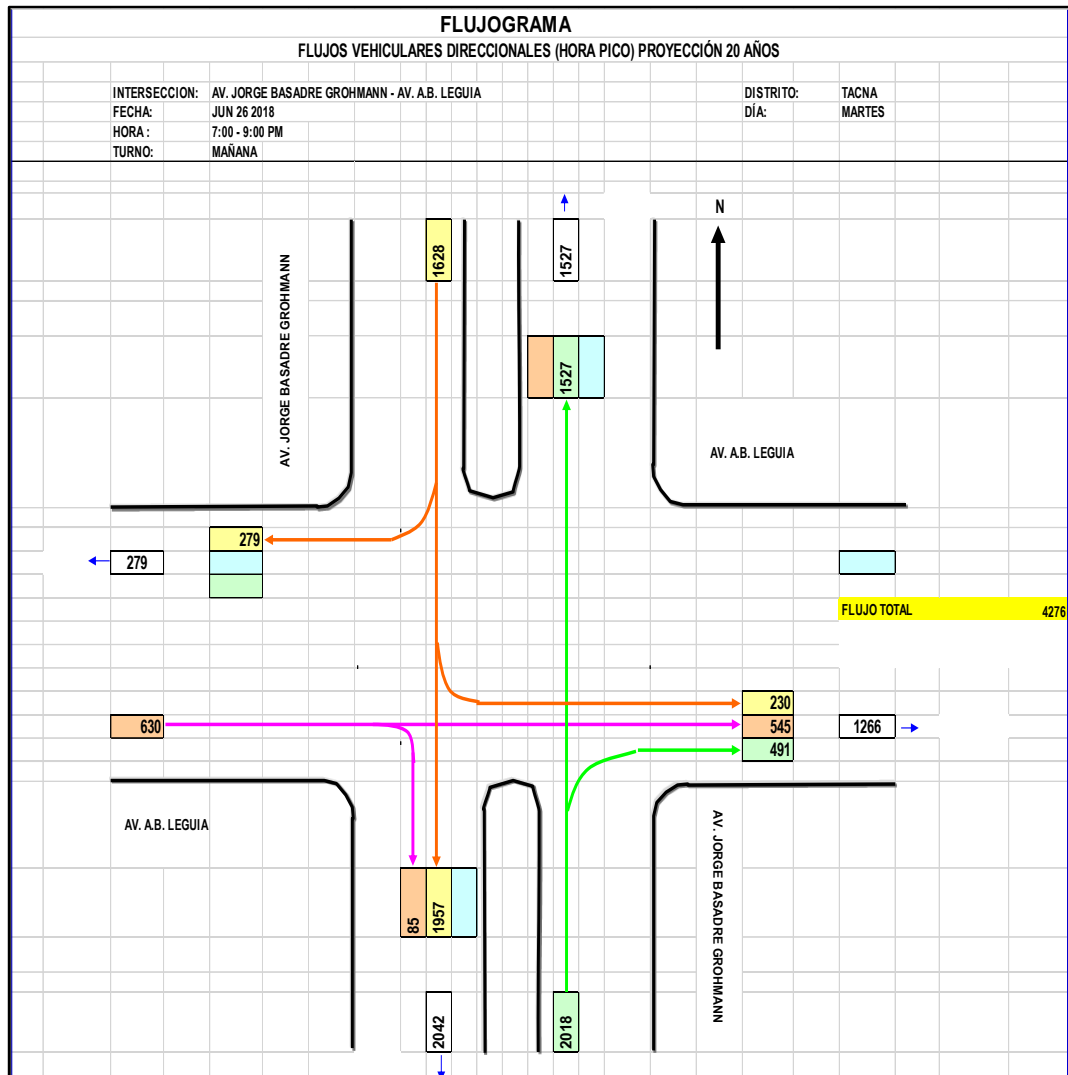 FLUJOGRAMA
FLUJOS VEHICULARES DIRECCIONALES (HORA PICO) PROYECCIÓN 20 AÑOS
INTERSECCION: AV. JORGE BASADRE GROHMANN - AV. A.B. LEGUIA DISTRITO: TACNA
FECHA: JUN 26 2018 DÍA: MARTES
HORA : 7:00 - 9:00 PM
TURNO: MAÑANA
N
1628
1527
AV. JORGE BASADRE GROHMANN
1527
AV. A.B. LEGUIA
279
279
FLUJO TOTAL 4276
230
630 545 1266
491
AV. A.B. LEGUIA
AV. JORGE BASADRE GROHMANN
85 1957
2042 2018